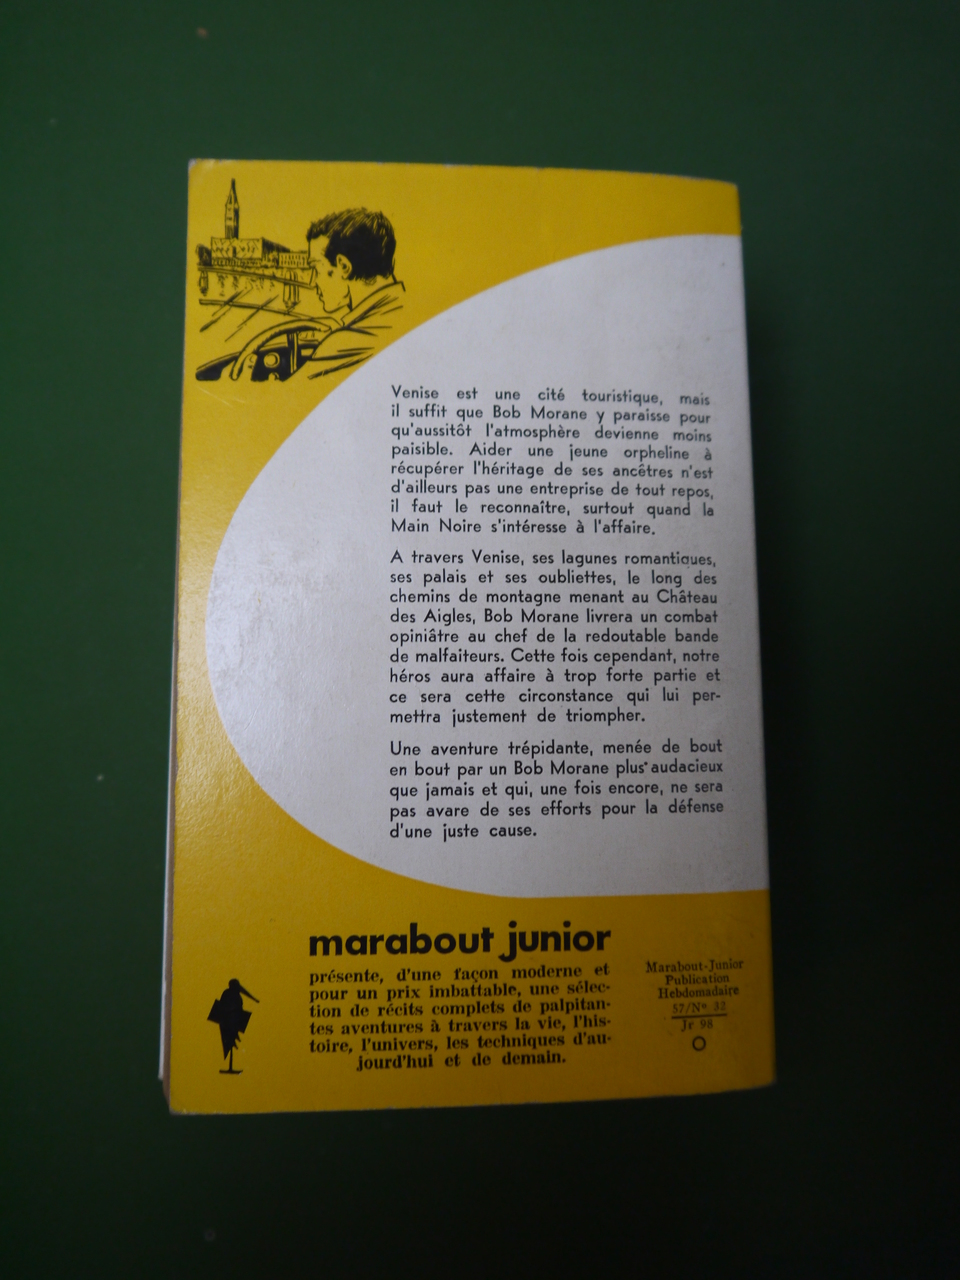 Venise est une cité touristique, mais
il suffit que Bob Morane y paraisse pour
qu'aussitôt l'atmosphère devienne moins
paisible. Aider une jeune orpheline à
récupérer l'héritage de ses ancêtres n'est
d'ailleurs pas une entreprise de tout repos,
il faut le reconnaître, surtout quand la
Main Noire s'intéresse à l'affaire.
A travers Venise, ses lagunes romantiques,
ses palais et ses oubliettes, le long des
chemins de montagne menant au Château
des Aigles, Bob Morane livrera un combat
opiniâtre au chef de la redoutable bande
de malfaiteurs. Cette fois cependant, notre
héros aura affaire à trop forte partie et
ce sera cette circonstance qui lui per-
mettra justement de triompher.
Une aventure trépidante, menée de bout
en bout par un Bob Morane plus audacieux
que jamais et qui, une fois encore, ne sera
pas avare de ses efforts pour la défense
d'une juste cause.
marabout junior
présente, d'une façon moderne et
pour un prix imbattable, une sélec-
tion de récits complets de palpitan-
tes aventures à travers la vie, l'his-
toire, l'univers, les techniques d'au-
jourd'hui et de demain.
Marabout-Junior
Publication
Hebdomadaire
57/N° 32
Jr 98